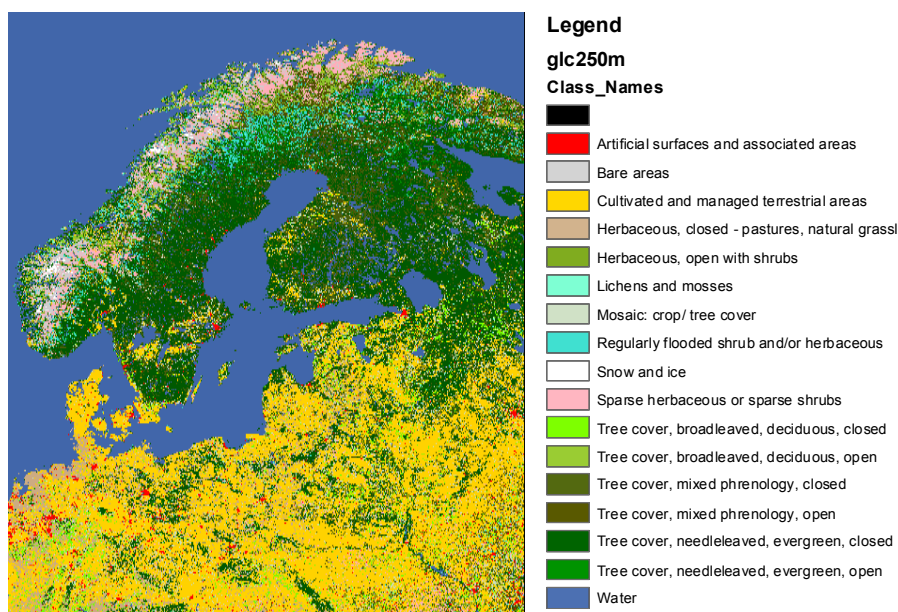 Legend
glc250m
Class_Names
Artificial surfaces and associated areas
Bare areas
Cultivated and managed terrestrial areas
Herbaceous, closed - pastures, natural grassl
Herbaceous, open with shrubs
Lichens and mosses
Mosaic: crop/ tree cover
Regularly flooded shrub and/or herbaceous
Snow and ice
Sparse herbaceous or sparse shrubs
Tree cover, broadleaved, deciduous, closed
Tree cover, broadleaved, deciduous, open
Tree cover, mixed phrenology, closed
Tree cover, mixed phrenology, open
Tree cover, needleleaved, evergreen, closed
Tree cover, needleleaved, evergreen, open
Water